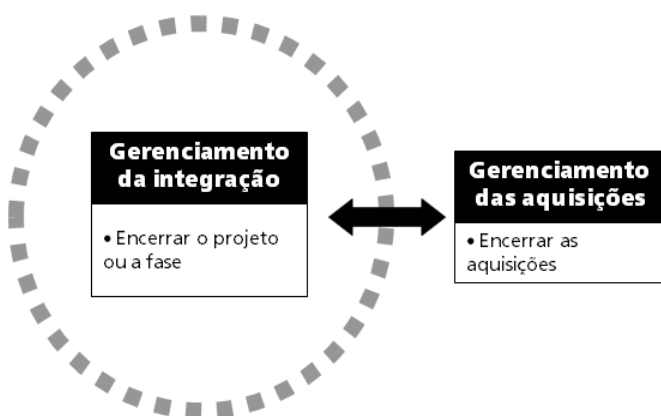 Gerenciamento
da integração
• Encerrar o projeto
ou a fase
Gerenciamento
das aquisições
• Encerrar as
aquisições